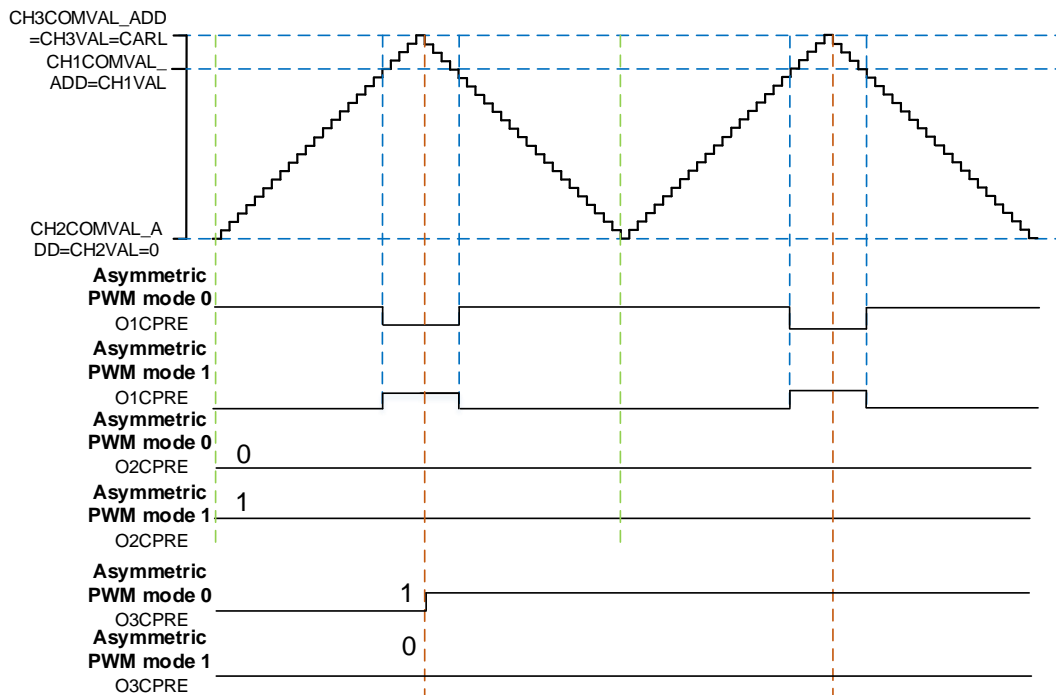 CH3COMVAL_ADD
=CH3VAL=CARL
CH1COMVAL_
ADD=CH1VAL
CH2COMVAL_A
DD=CH2VAL=0
Asymmetric
PWM mode 0
O1CPRE
Asymmetric
PWM mode 1
O1CPRE
Asymmetric
PWM mode 0
O2CPRE
0
Asymmetric
PWM mode 1
O2CPRE
1
Asymmetric
PWM mode 0
O3CPRE
1
Asymmetric
PWM mode 1
O3CPRE
0